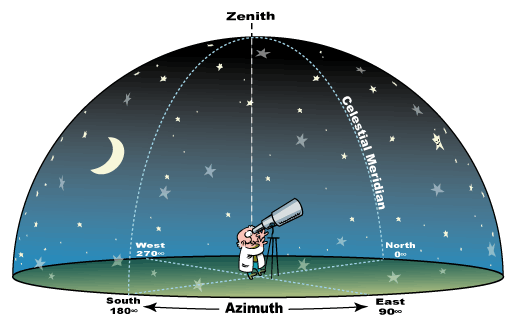 Zenith
Celestial Meridian
West
270∞
North
0∞
South
180∞
Azimuth
East
90∞